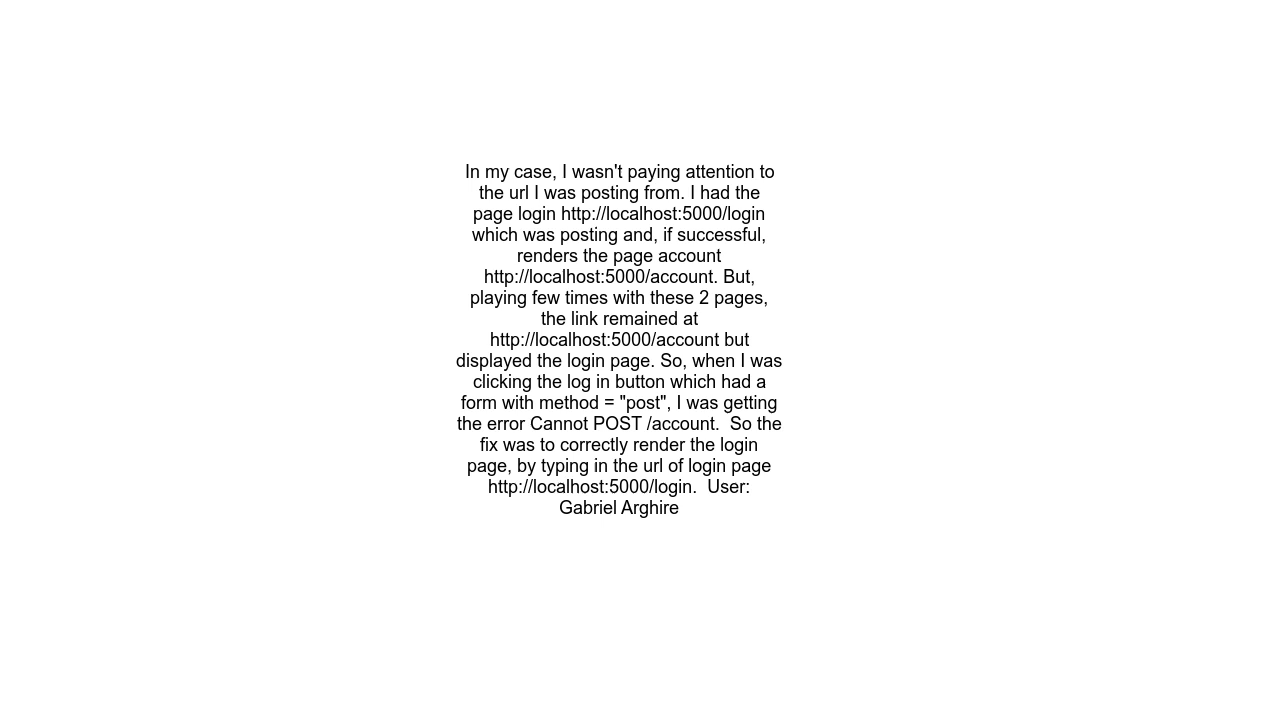 In my case, I wasn't paying attention to
the url I was posting from. I had the
page login http://localhost:5000/login
which was posting and, if successful,
renders the page account
http://localhost:5000/account. But,
playing few times with these 2 pages,
the link remained at
http://localhost:5000/account but
displayed the login page. So, when I was
clicking the log in button which had a
form with method = "post", I was getting
the error Cannot POST /account.  So the
fix was to correctly render the login
page, by typing in the url of login page
http://localhost:5000/login.  User:
Gabriel Arghire